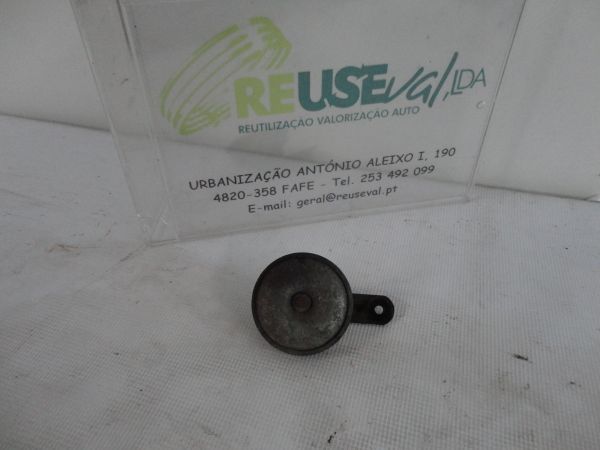 REUSEval,LDA
REUTILIZAÇÃO VALORIZAÇÃO AUTO
URBANIZAÇÃO ANTÓNIO ALEIXO I, 190
4820-358 FAFE - Tel. 253 492 099
E-mail: geral@reuseval.pt